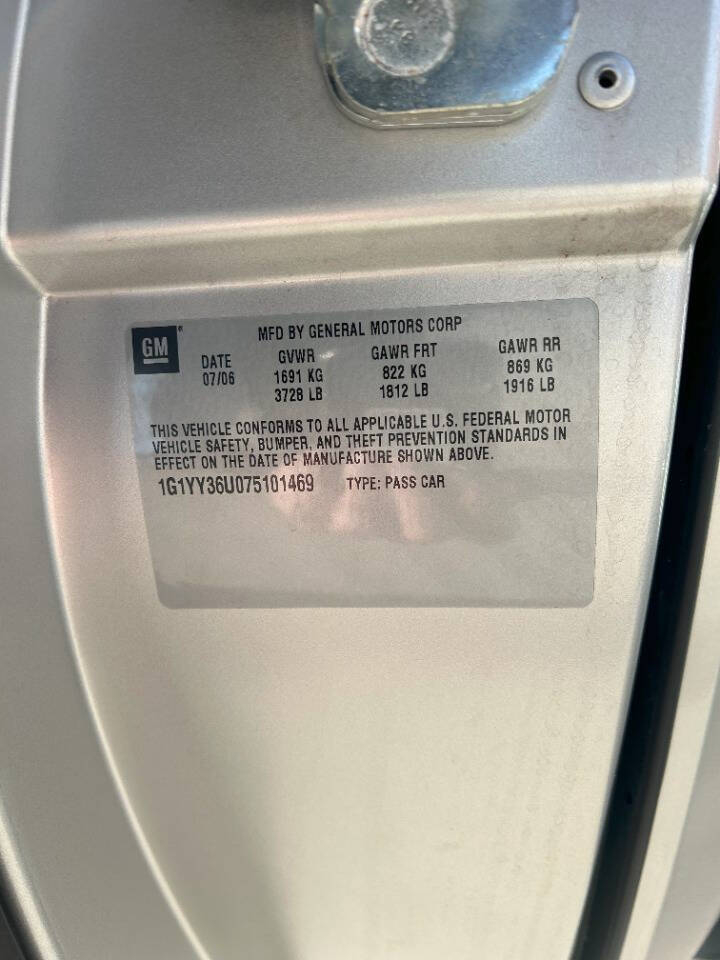 GM ® MFD BY GENERAL MOTORS CORP
DATE GVWR GAWR FRT GAWR RR
07/06 1691 KG 822 KG 869 KG
3728 LB 1812 LB 1916 LB
THIS VEHICLE CONFORMS TO ALL APPLICABLE U.S. FEDERAL MOTOR
VEHICLE SAFETY, BUMPER, AND THEFT PREVENTION STANDARDS IN
EFFECT ON THE DATE OF MANUFACTURE SHOWN ABOVE.
1G1YY36U075101469 TYPE: PASS CAR